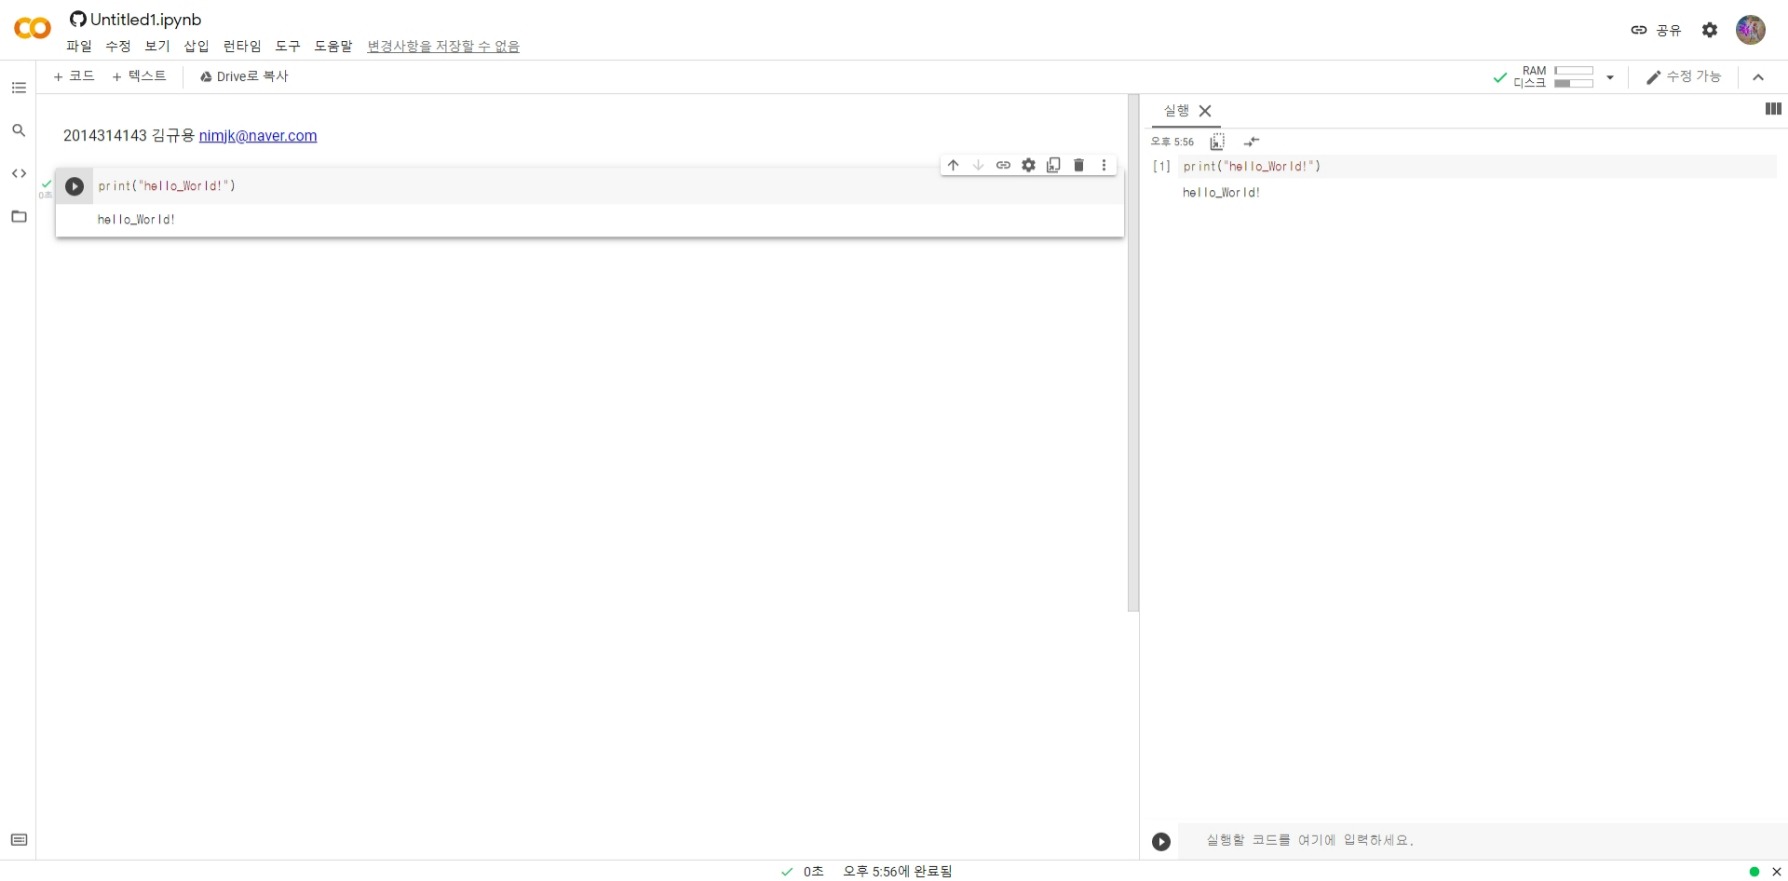 Untitled1.ipynb
파일 수정 보기 삽입 런타임 도구 도움말 변경사항을 저장할 수 없음
공유
+ 코드 + 텍스트 Drive로 복사
RAM
디스크
수정 가능
2014314143 김규용 nimjk@naver.com
0초
print("hello_World!")
hello_World!
실행
오후 5:56
[1] print("hello_World!")
hello_World!
실행할 코드를 여기에 입력하세요.
0초 오후 5:56에 완료됨